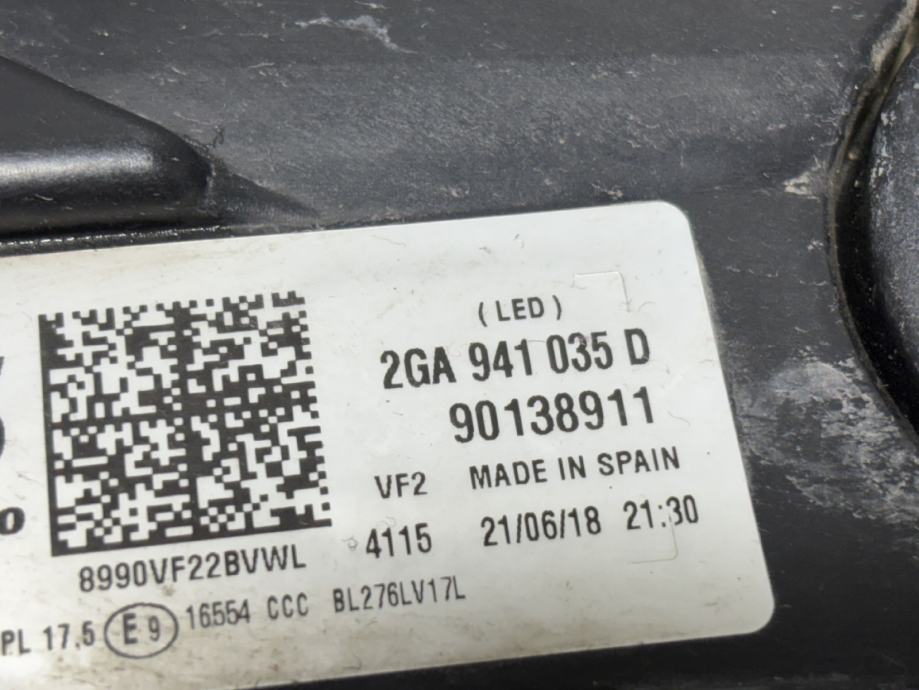 ( LED )
2GA 941 035 D
90138911
VF2 MADE IN SPAIN
4115 21/06/18 21:30
8990VF22BVWL
PL 17.5 E9 16554 CCC BL276LV17L